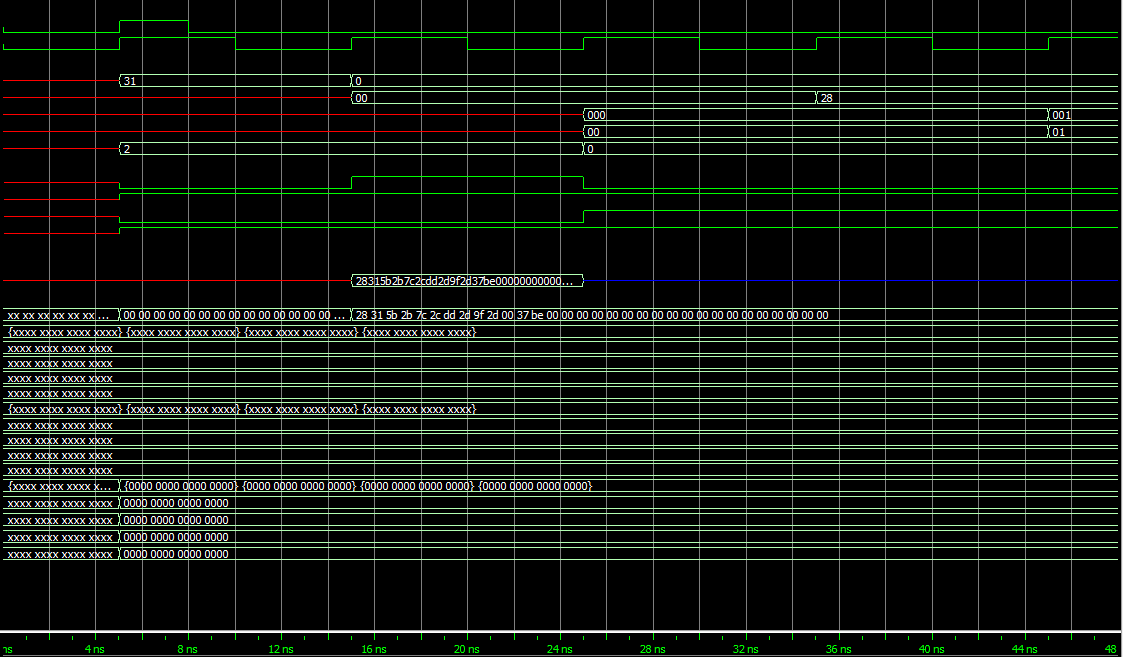 31 0
00 28
000 001
00 01
2 0
28315b2b7c2cdd2d9f2d37be00000000000...
xx xx xx xx xx xx ... 00 00 00 00 00 00 00 00 00 00 00 00 00 00 ... 28 31 5b 2b 7c 2c dd 2d 9f 2d 00 37 be 00 00 00 00 00 00 00 00 00 00 00 00 00 00 00 00 00 00 00
{xxxx xxxx xxxx xxxx} {xxxx xxxx xxxx xxxx} {xxxx xxxx xxxx xxxx} {xxxx xxxx xxxx xxxx}
xxxx xxxx xxxx xxxx
xxxx xxxx xxxx xxxx
xxxx xxxx xxxx xxxx
xxxx xxxx xxxx xxxx
{xxxx xxxx xxxx xxxx} {xxxx xxxx xxxx xxxx} {xxxx xxxx xxxx xxxx} {xxxx xxxx xxxx xxxx}
xxxx xxxx xxxx xxxx
xxxx xxxx xxxx xxxx
xxxx xxxx xxxx xxxx
xxxx xxxx xxxx xxxx
{xxxx xxxx xxxx x... {0000 0000 0000 0000} {0000 0000 0000 0000} {0000 0000 0000 0000} {0000 0000 0000 0000}
xxxx xxxx xxxx xxxx 0000 0000 0000 0000
xxxx xxxx xxxx xxxx 0000 0000 0000 0000
xxxx xxxx xxxx xxxx 0000 0000 0000 0000
xxxx xxxx xxxx xxxx 0000 0000 0000 0000
ns 4 ns 8 ns 12 ns 16 ns 20 ns 24 ns 28 ns 32 ns 36 ns 40 ns 44 ns 48